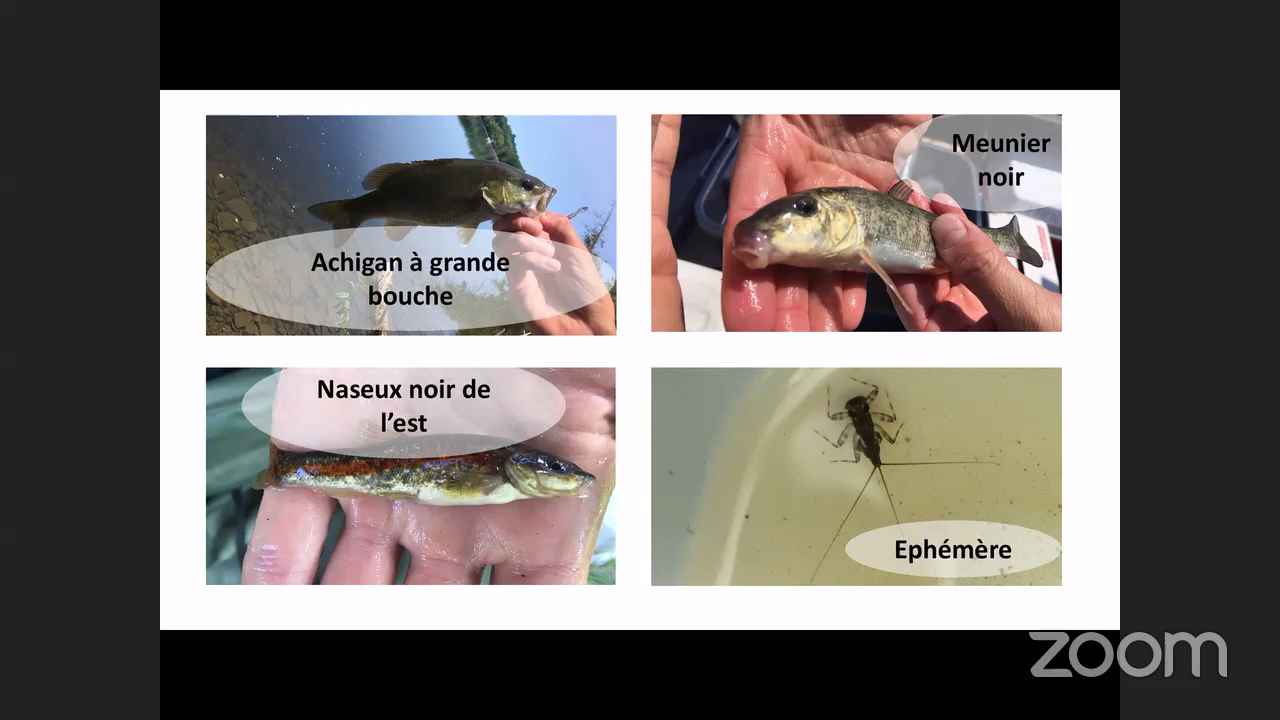 Achigan à grande
bouche
Meunier
noir
Naseux noir de
l’est
Ephémère
zoom